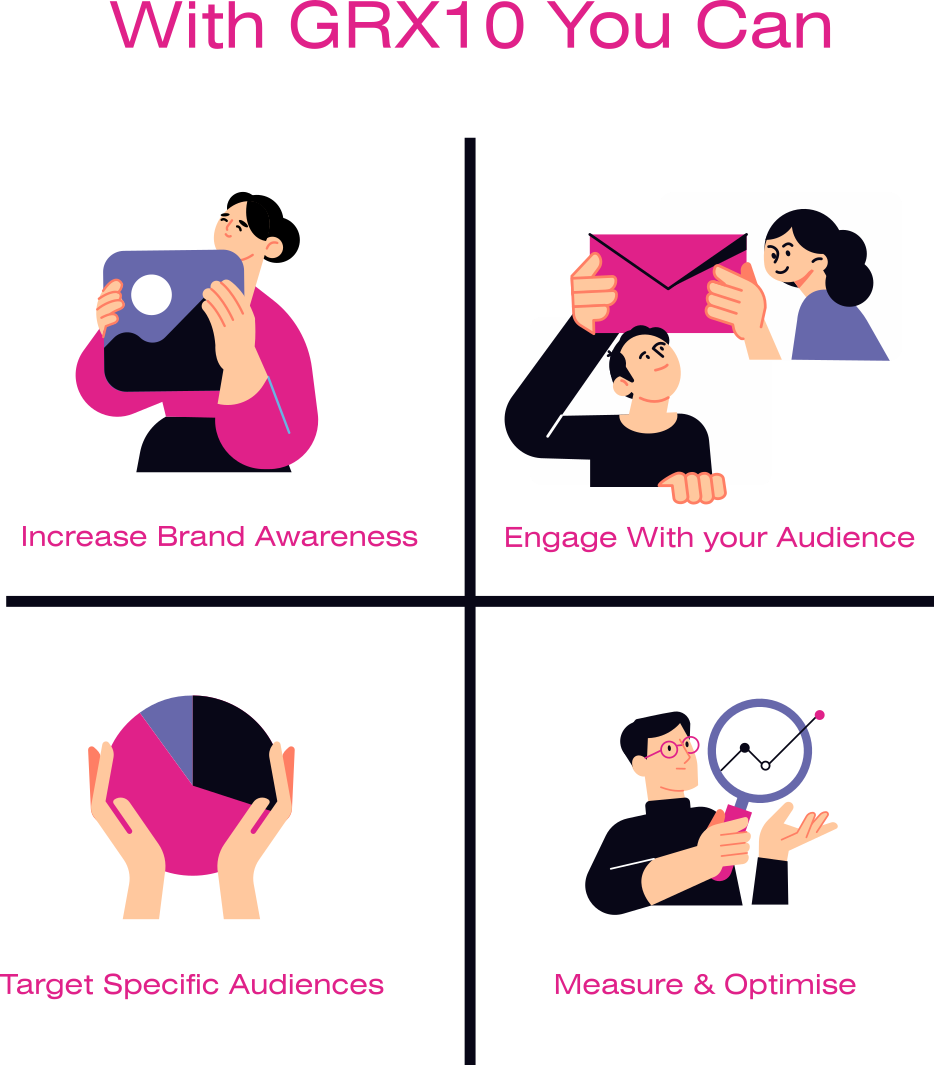 With GRX10 You Can
Increase Brand Awareness
Engage With your Audience
Target Specific Audiences
Measure & Optimise